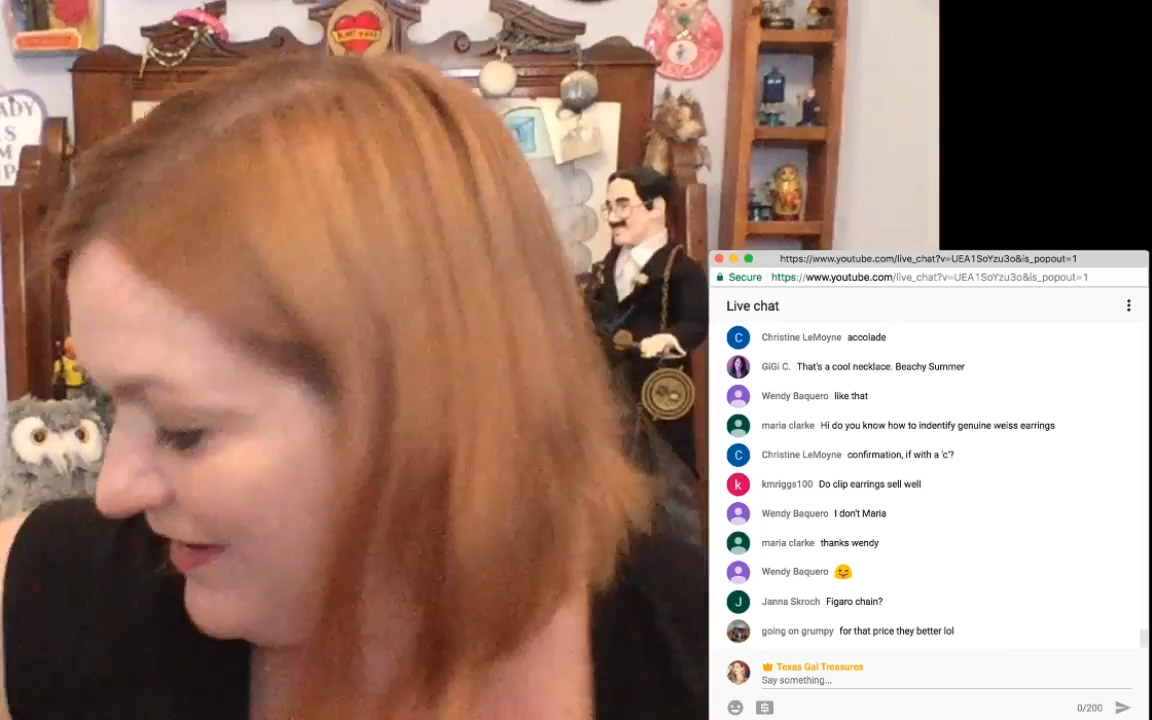 ADY
S
M
UP
https://www.youtube.com/live_chat?v=UEA1SoYzu3o&is_popout=1
Secure https://www.youtube.com/live_chat?v=UEA1SoYzu3o&is_popout=1
Live chat
C Christine LeMoyne accolade
GiGi C. That's a cool necklace. Beachy Summer
Wendy Baquero like that
maria clarke Hi do you know how to indentify genuine weiss earrings
C Christine LeMoyne confirmation, if with a 'c'?
k kmriggs100 Do clip earrings sell well
Wendy Baquero I don't Maria
maria clarke thanks wendy
Wendy Baquero 😜
J Janna Skroch Figaro chain?
going on grumpy for that price they better lol
Texas Gal Treasures
Say something...
0/200